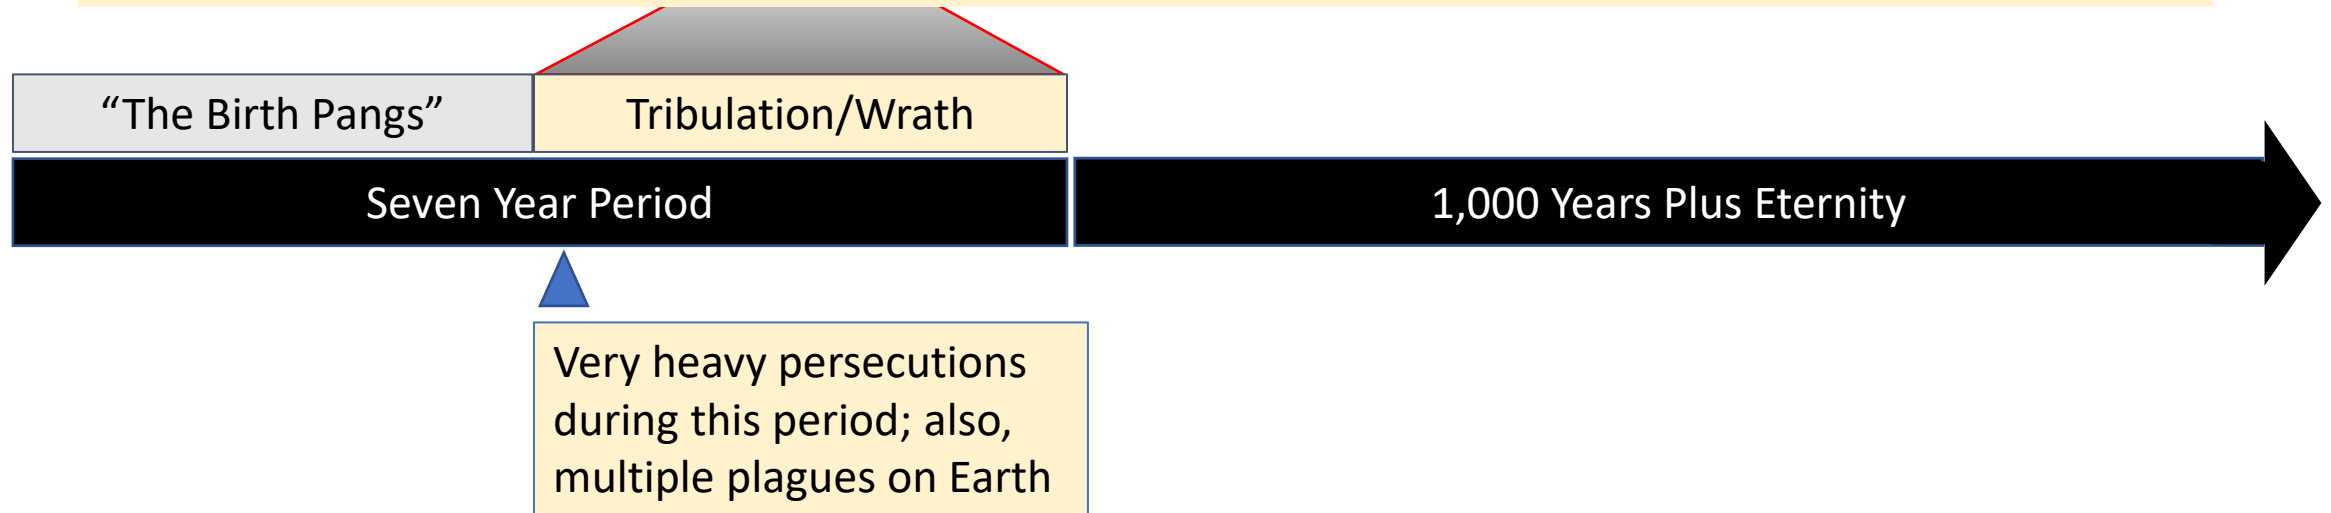 “The Birth Pangs”
Tribulation/Wrath
Seven Year Period
1,000 Years Plus Eternity
Very heavy persecutions
during this period; also,
multiple plagues on Earth